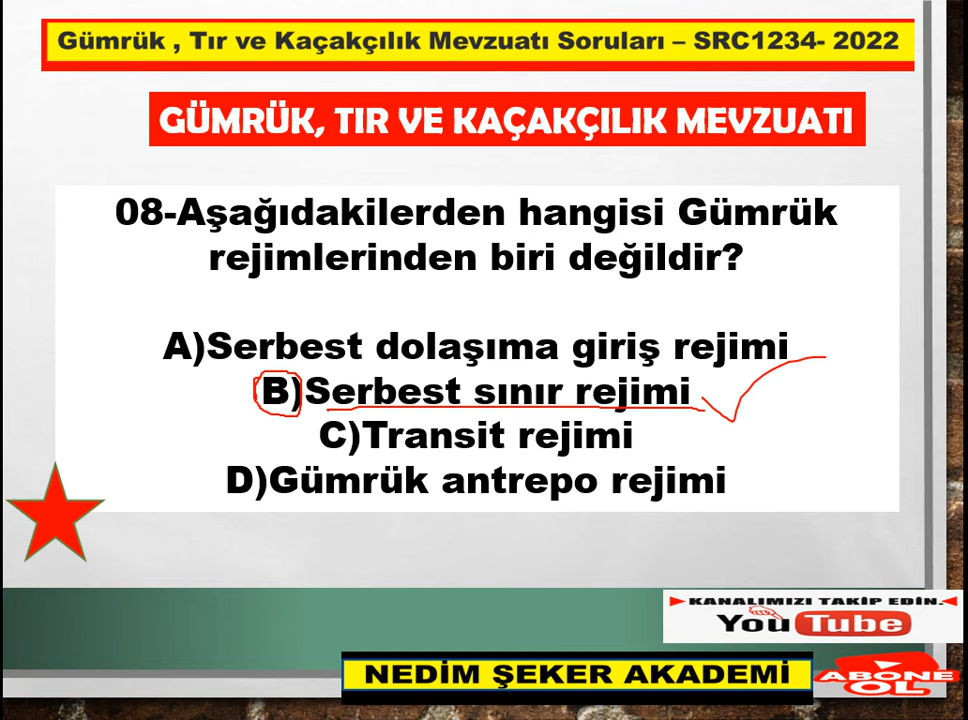 Gümrük , Tır ve Kaçakçılık Mevzuatı Soruları – SRC1234- 2022
GÜMRÜK, TIR VE KAÇAKÇILIK MEVZUATI
08-Aşağıdakilerden hangisi Gümrük
rejimlerinden biri değildir?
A)Serbest dolaşıma giriş rejimi
B)Serbest sınır rejimi
C)Transit rejimi
D)Gümrük antrepo rejimi
KANALIMIZI TAKİP EDİN.
YouTube
NEDİM ŞEKER AKADEMİ
ABONE
OL